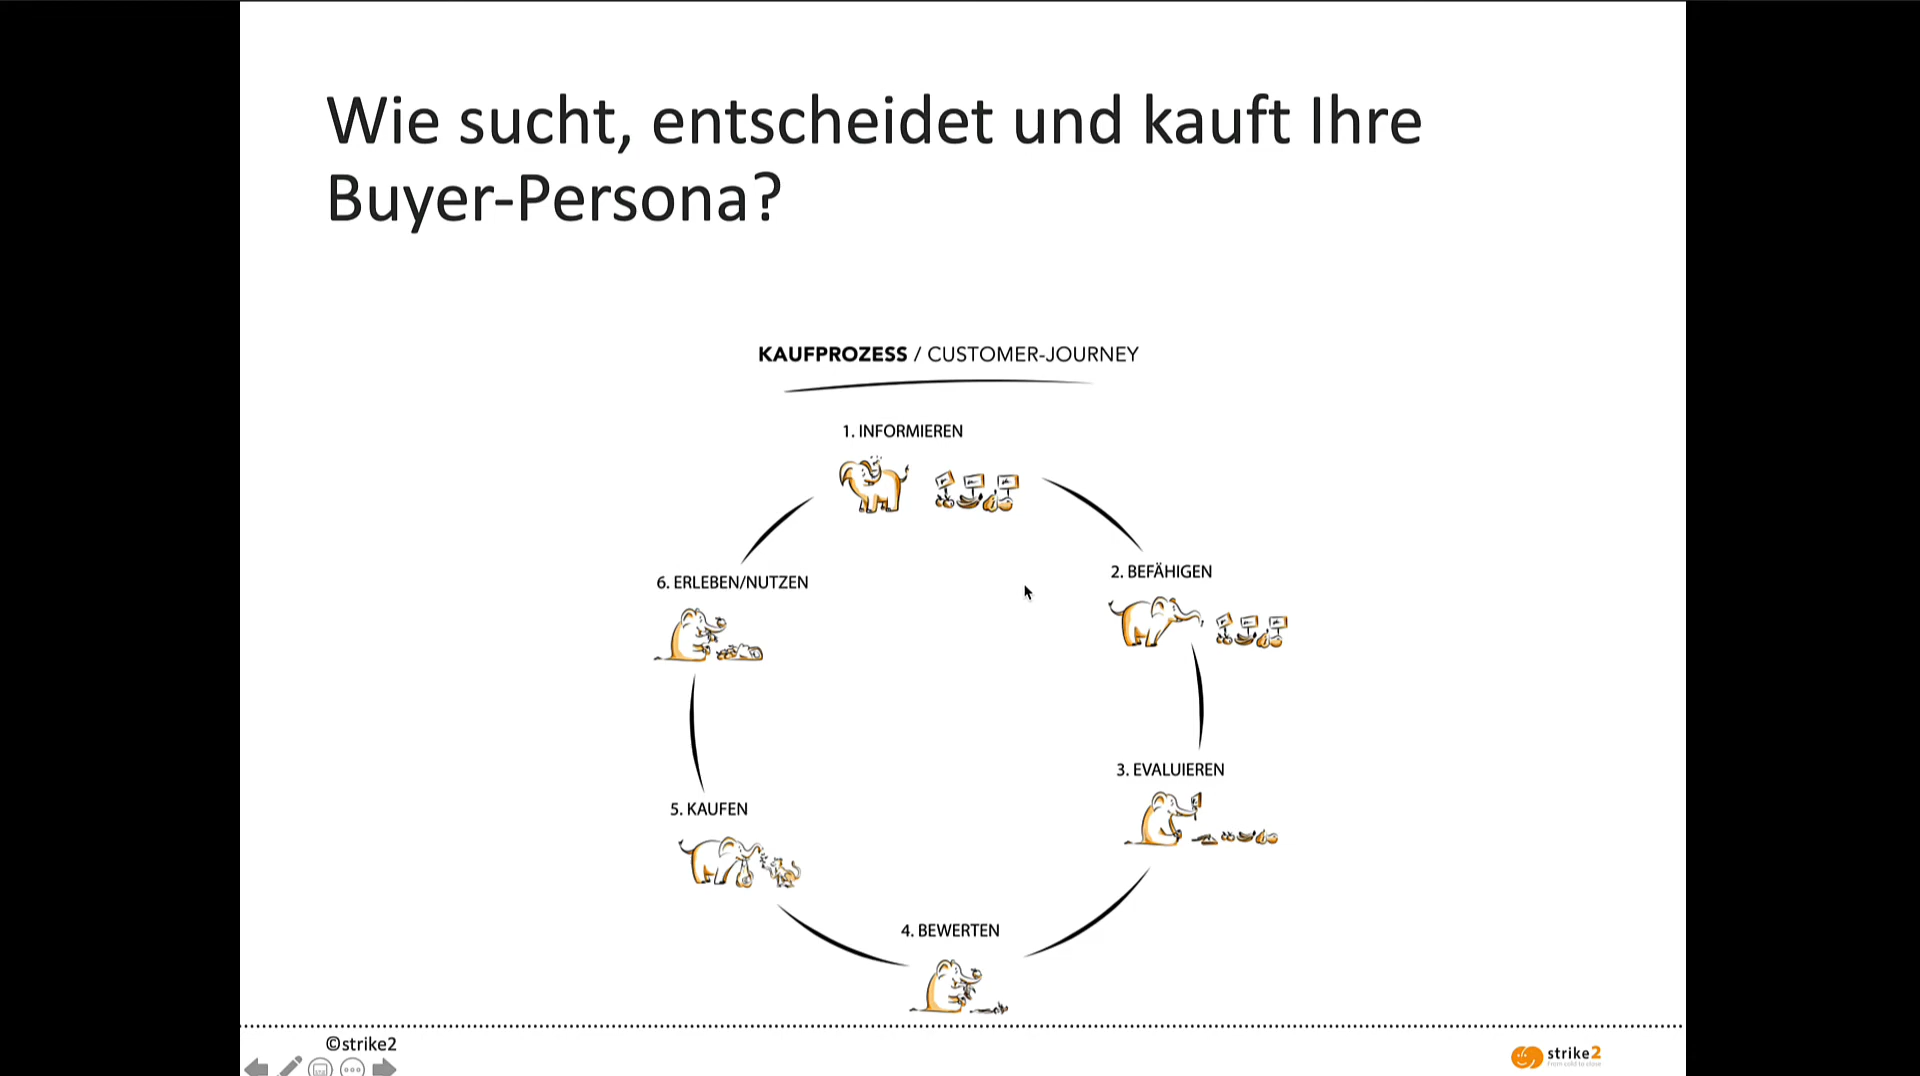 Wie sucht, entscheidet und kauft Ihre
Buyer-Persona?
KAUFPROZESS / CUSTOMER-JOURNEY
1. INFORMIEREN
2. BEFÄHIGEN
3. EVALUIEREN
4. BEWERTEN
5. KAUFEN
6. ERLEBEN/NUTZEN
©strike2
strike2